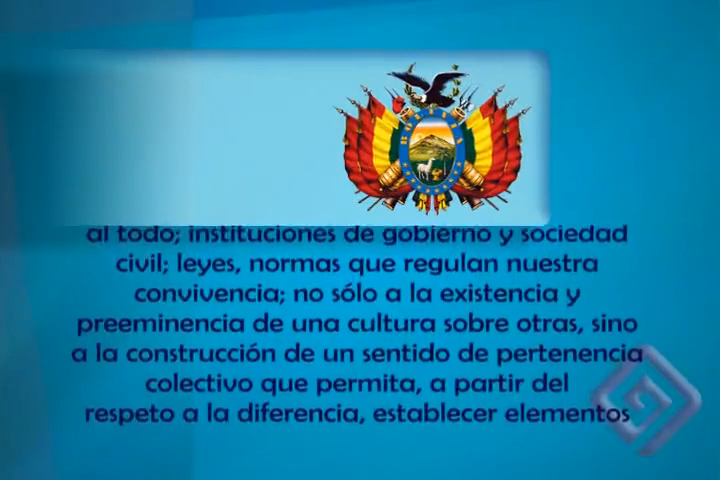 al todo; instituciones de gobierno y sociedad
civil; leyes, normas que regulan nuestra
convivencia; no sólo a la existencia y
preeminencia de una cultura sobre otras, sino
a la construcción de un sentido de pertenencia
colectivo que permita, a partir del
respeto a la diferencia, establecer elementos